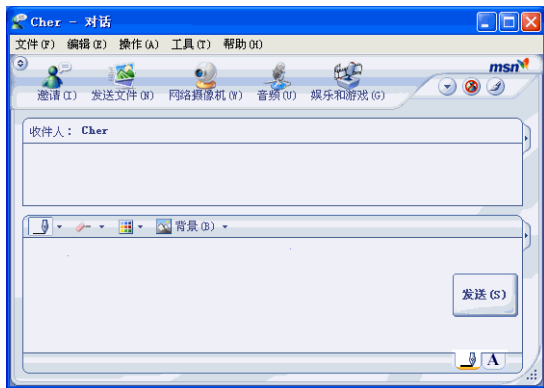 Cher - 对话
文件(F) 编辑(E) 操作(A) 工具(T) 帮助(H)
msn
邀请(I) 发送文件(N) 网络摄像机(W) 音频(U) 娱乐和游戏(G)
收件人: Cher
背景(B)
发送(S)
A